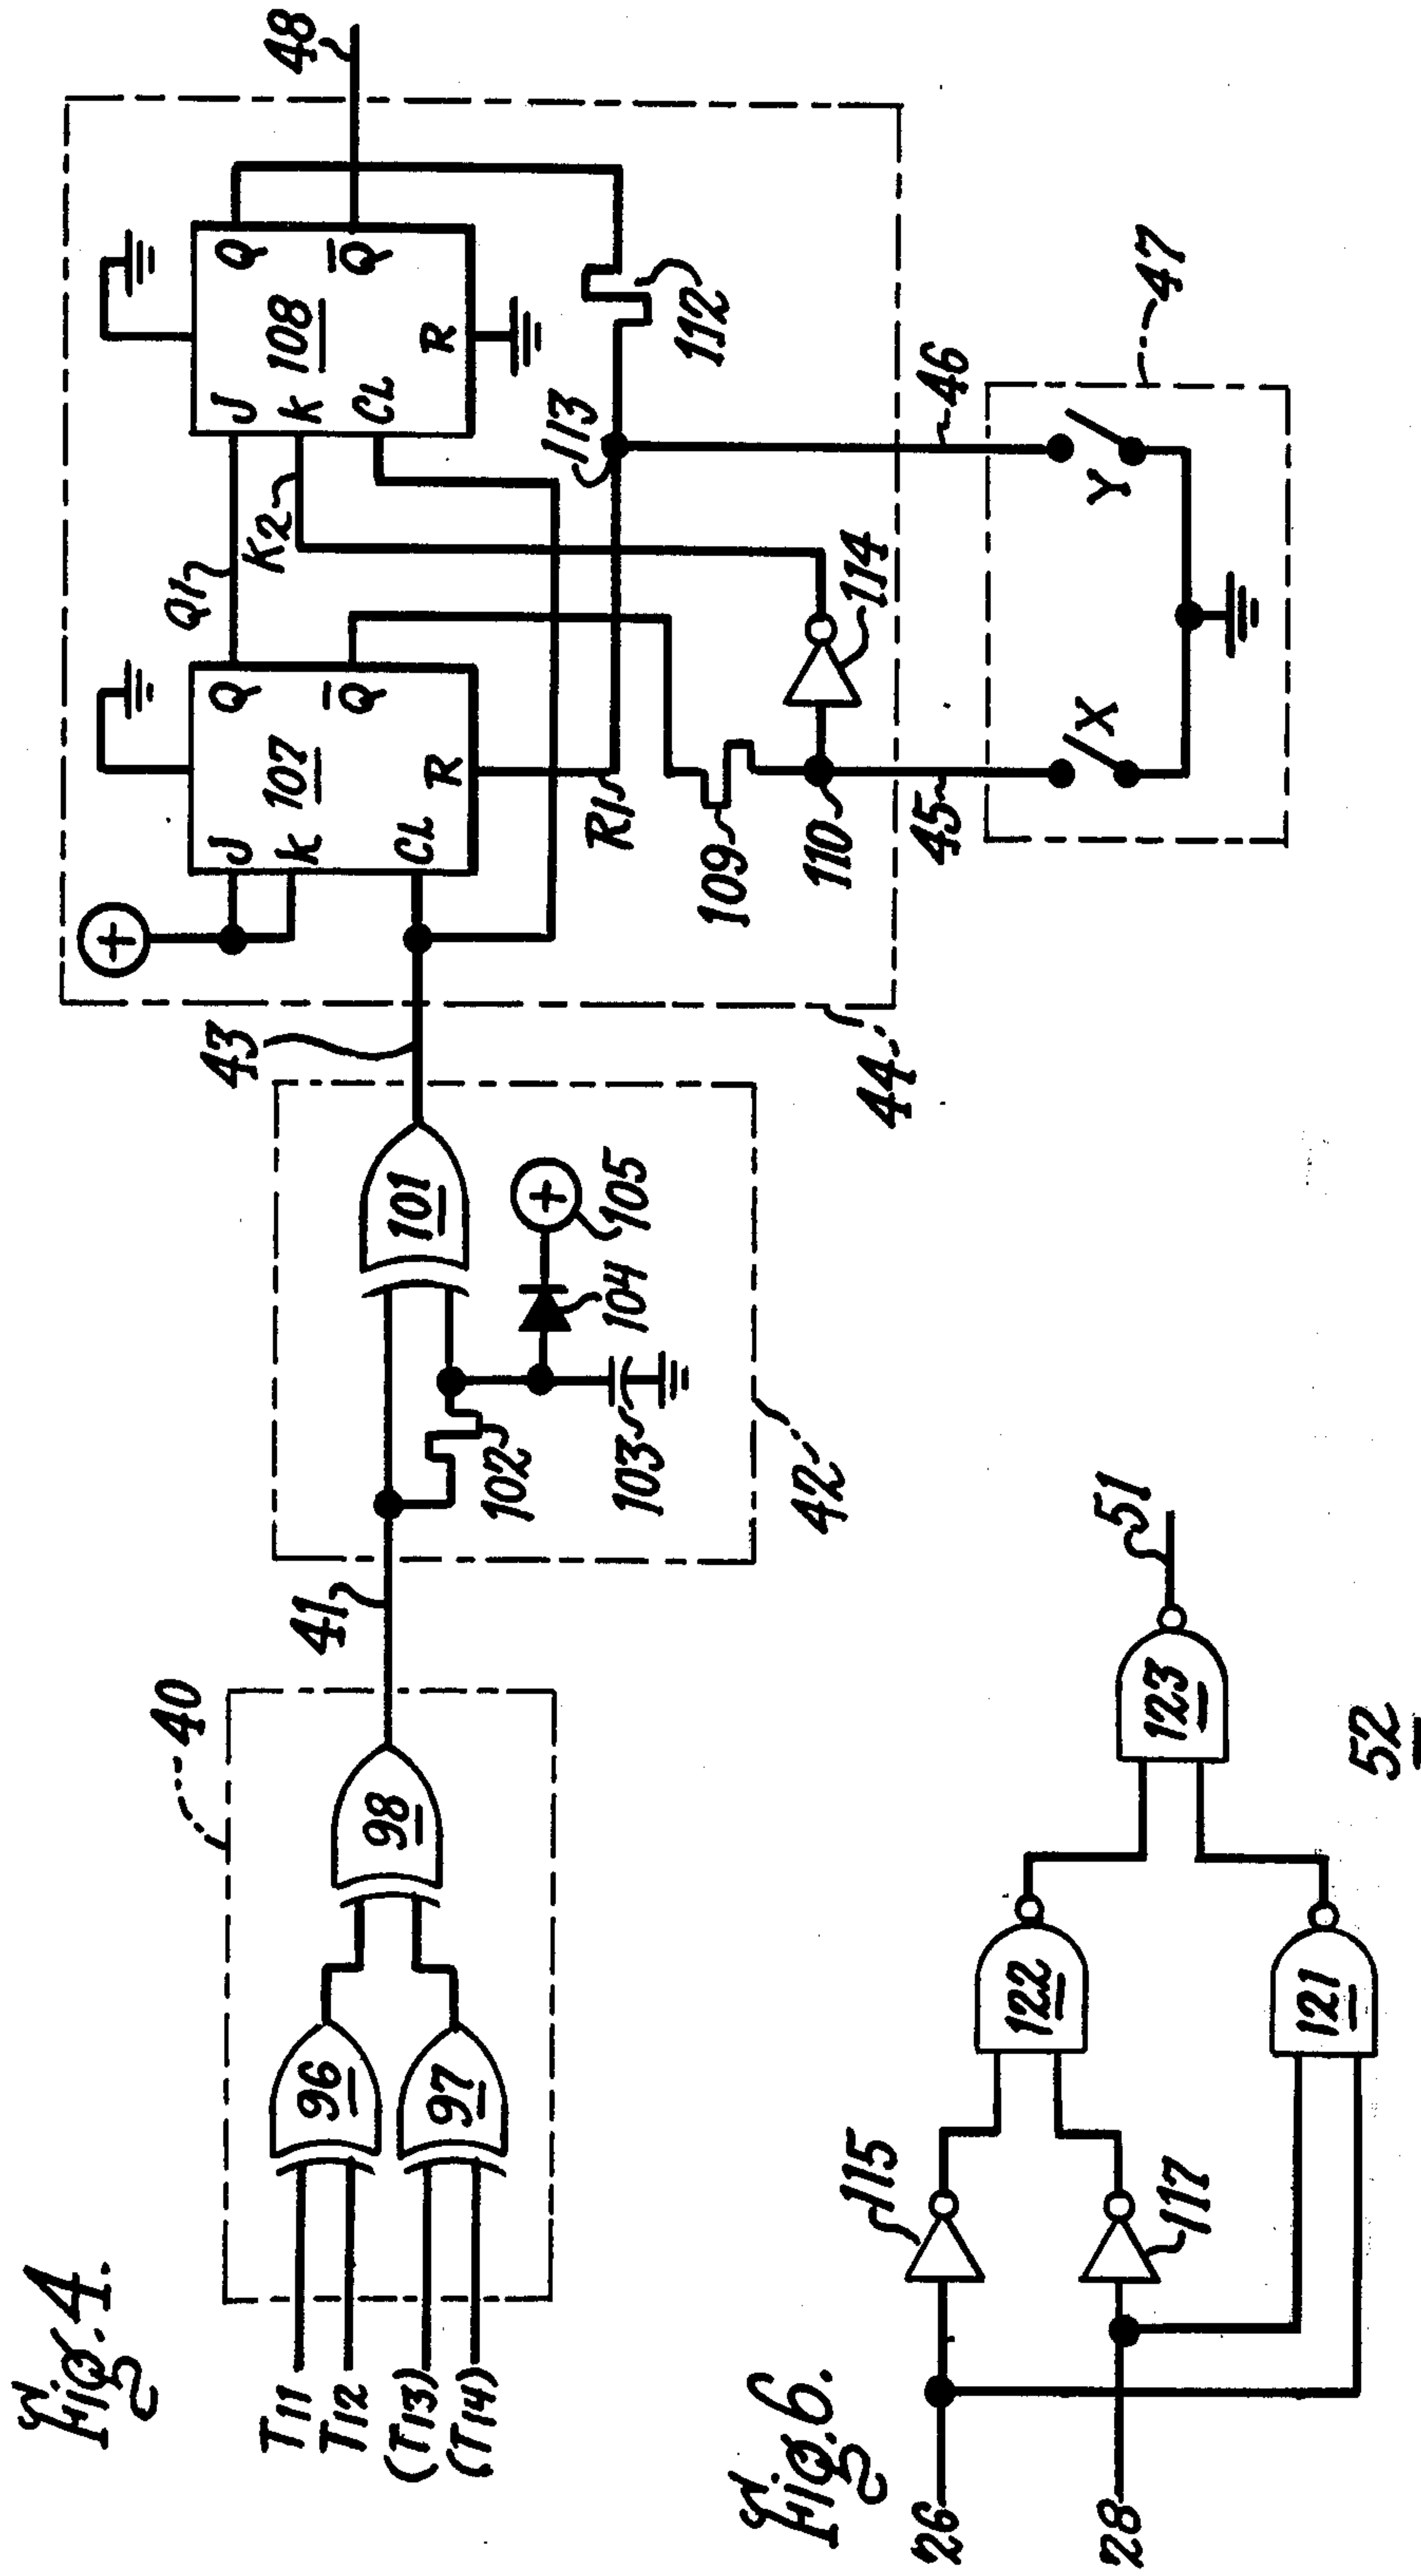 Fig. 4.
T11
T12
(T13)
(T14)
96
97
98
40
41
42
101
102
103
104
105
+
43
44
+
J
K
CL
R
Q
Q̅
107
Q1
K2
R1
J
K
CL
R
Q
Q̅
108
48
109
110
112
113
114
45
46
47
X
Y
Fig. 6.
26
28
115
117
122
121
123
51
52